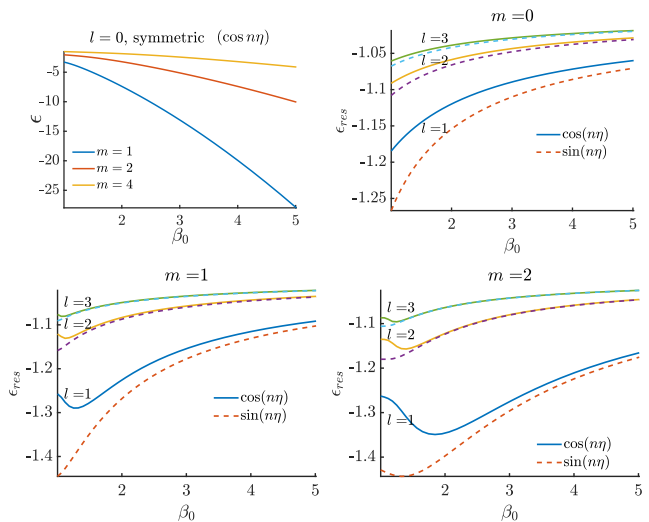 l = 0, symmetric (cos nη)
ϵ
-5
-10
-15
-20
-25
m = 1
m = 2
m = 4
2 3 4 5
β0
m =0
ϵres
-1.05
-1.1
-1.15
-1.2
-1.25
l=3
l=2
l=1
cos(nη)
sin(nη)
2 3 4 5
β0
m =1
ϵres
-1.1
-1.2
-1.3
-1.4
l=3
l=2
l=1
cos(nη)
sin(nη)
2 3 4 5
β0
m =2
ϵres
-1.1
-1.2
-1.3
-1.4
l=3
l=2
l=1
cos(nη)
sin(nη)
2 3 4 5
β0